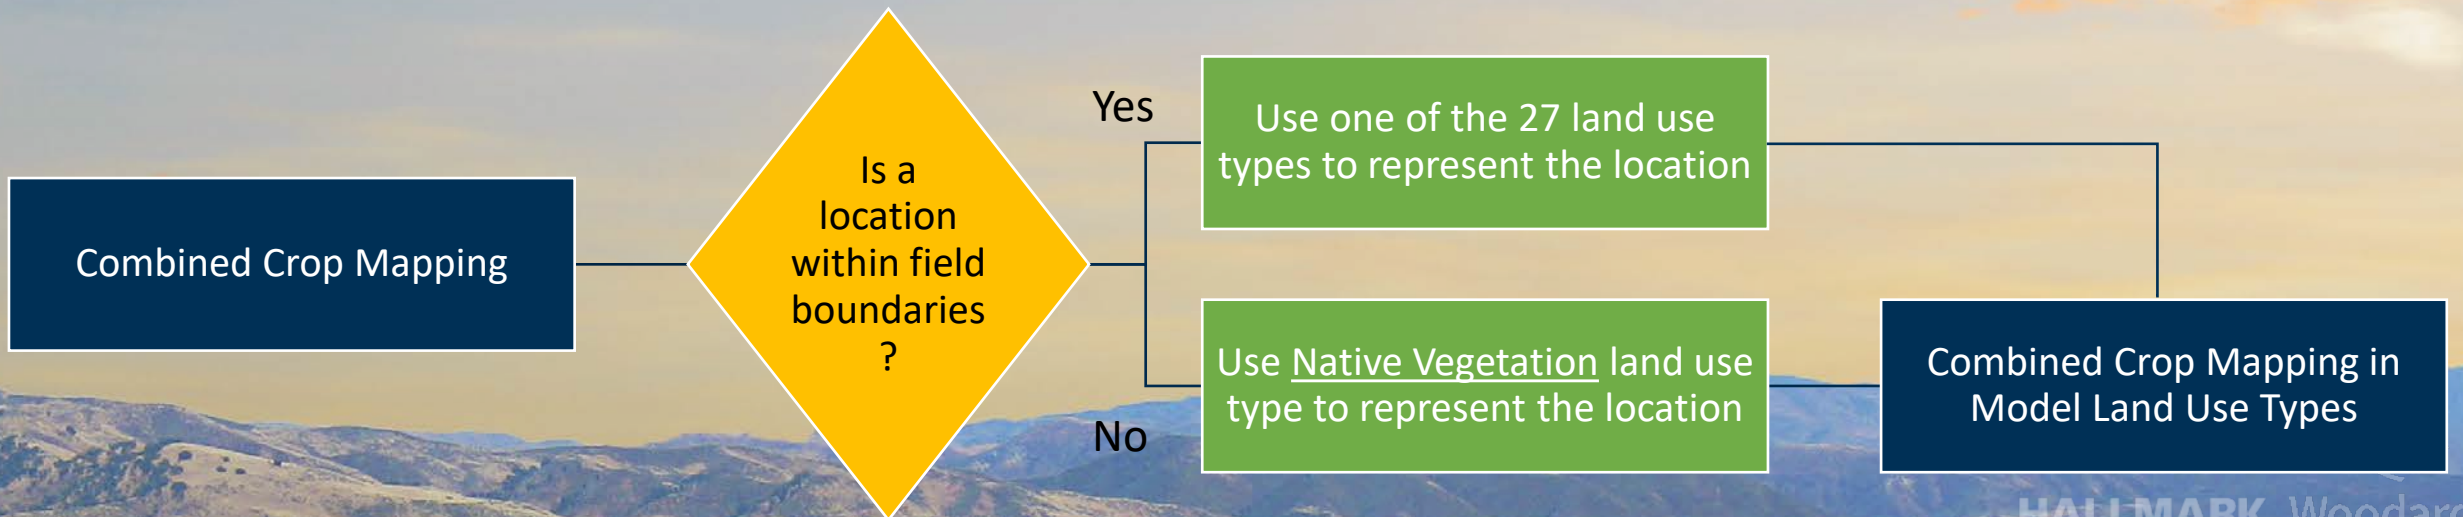 Combined Crop Mapping
Is a
location
within field
boundaries
?
Yes
Use one of the 27 land use
types to represent the location
No
Use Native Vegetation land use
type to represent the location
Combined Crop Mapping in
Model Land Use Types
HALLMARK